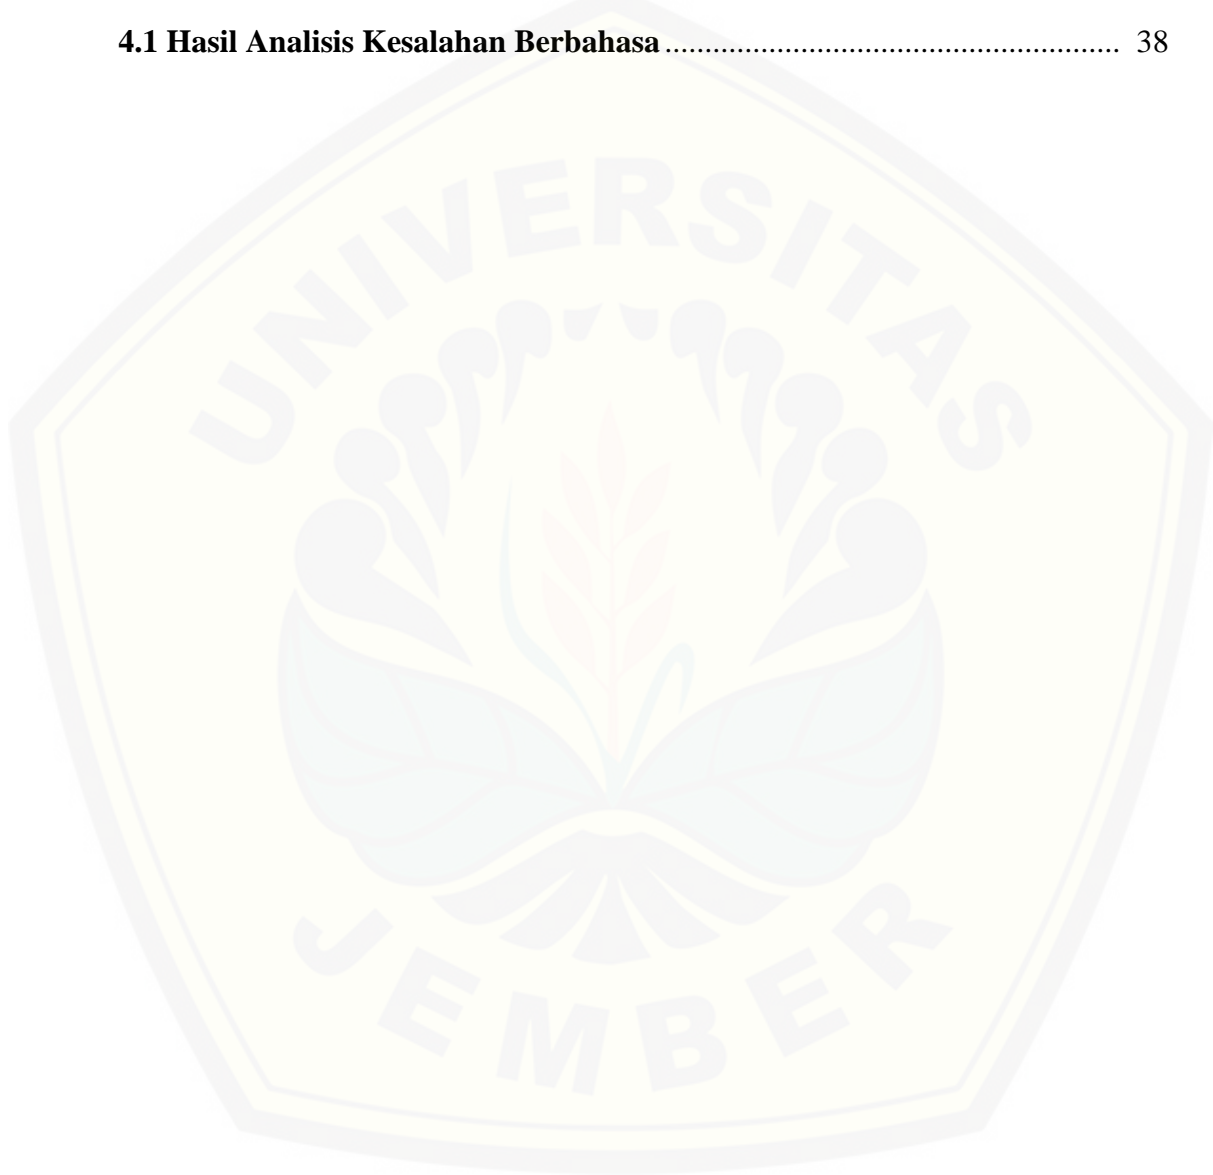 4.1 Hasil Analisis Kesalahan Berbahasa.......................................................... 38
UNIVERSITAS
JEMBER